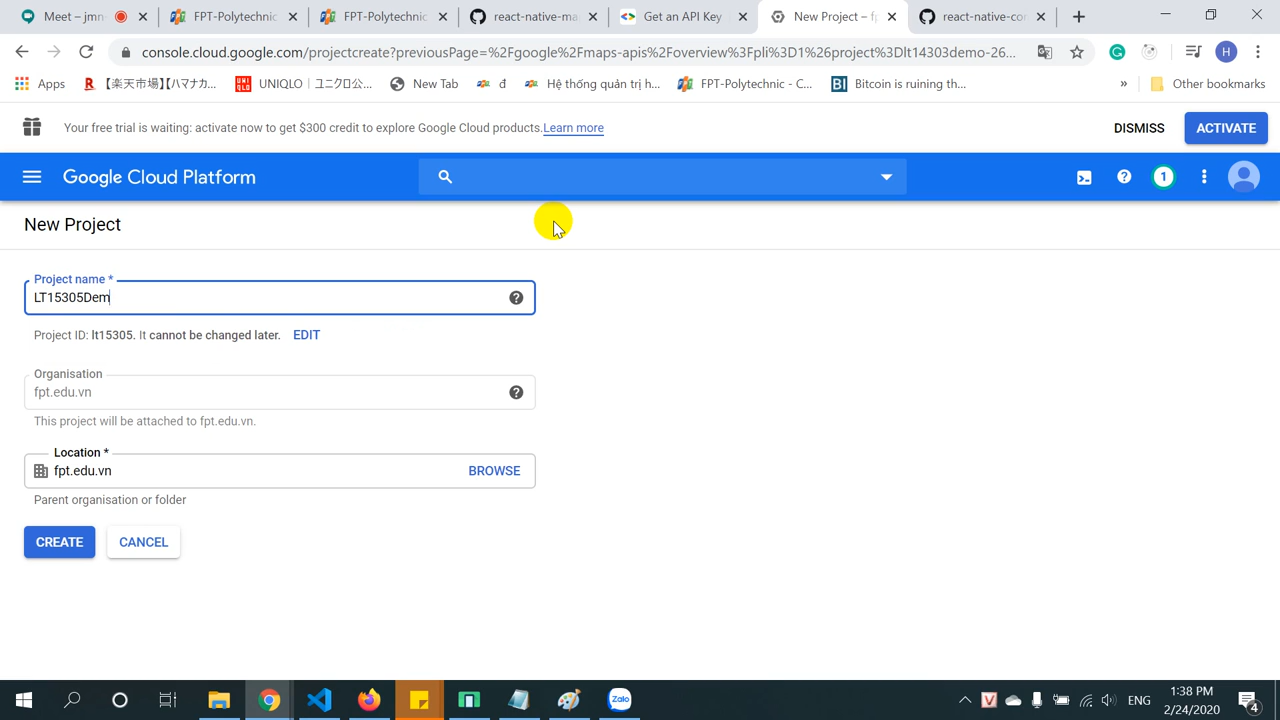 Meet – jmn
FPT-Polytechnic
FPT-Polytechnic
react-native-ma
Get an API Key
New Project – f
react-native-co
console.cloud.google.com/projectcreate?previousPage=%2Fgoogle%2Fmaps-apis%2Foverview%3Fpli%3D1%26project%3Dlt14303demo-26...
H
Apps
【楽天市場】【ハマナカ...
UNIQLO | ユニクロ公...
New Tab
đ
Hệ thống quản trị h...
FPT-Polytechnic - C...
BI
Bitcoin is ruining th...
»
Other bookmarks
Your free trial is waiting: activate now to get $300 credit to explore Google Cloud products. Learn more
DISMISS
ACTIVATE
Google Cloud Platform
1
New Project
Project name *
LT15305Dem
Project ID: lt15305. It cannot be changed later. EDIT
Organisation
fpt.edu.vn
This project will be attached to fpt.edu.vn.
Location *
fpt.edu.vn
BROWSE
Parent organisation or folder
CREATE
CANCEL
Zalo
V
ENG
1:38 PM
2/24/2020
4